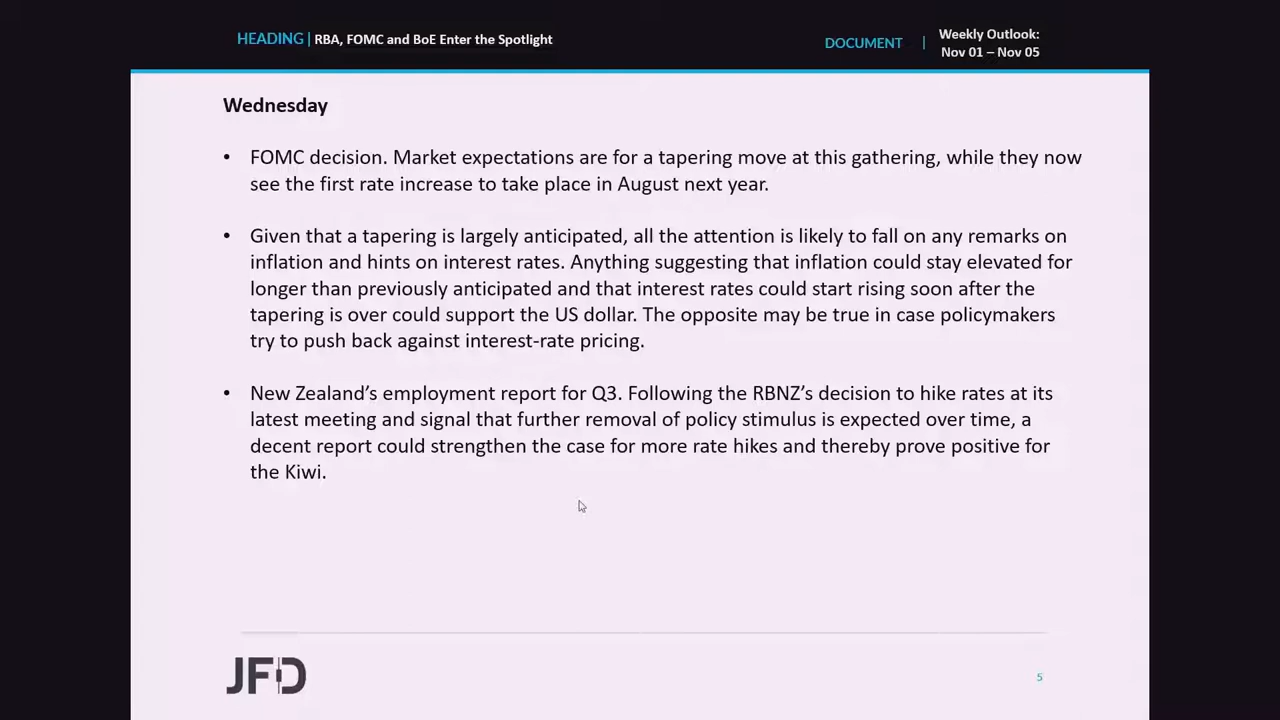 HEADING | RBA, FOMC and BoE Enter the Spotlight
DOCUMENT | Weekly Outlook:
Nov 01 – Nov 05
Wednesday
• FOMC decision. Market expectations are for a tapering move at this gathering, while they now
see the first rate increase to take place in August next year.
• Given that a tapering is largely anticipated, all the attention is likely to fall on any remarks on
inflation and hints on interest rates. Anything suggesting that inflation could stay elevated for
longer than previously anticipated and that interest rates could start rising soon after the
tapering is over could support the US dollar. The opposite may be true in case policymakers
try to push back against interest-rate pricing.
• New Zealand’s employment report for Q3. Following the RBNZ’s decision to hike rates at its
latest meeting and signal that further removal of policy stimulus is expected over time, a
decent report could strengthen the case for more rate hikes and thereby prove positive for
the Kiwi.
JFD
5